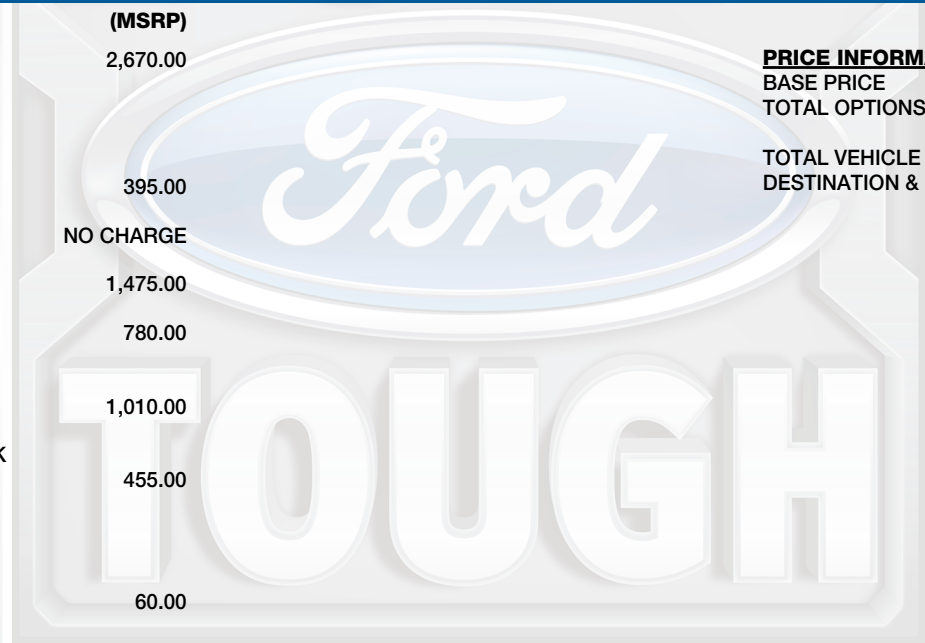 (MSRP)
2,670.00
395.00
NO CHARGE
1,475.00
780.00
1,010.00
K
455.00
60.00
PRICE INFORMA
BASE PRICE
TOTAL OPTIONS
TOTAL VEHICLE
DESTINATION &
Ford
TOUGH